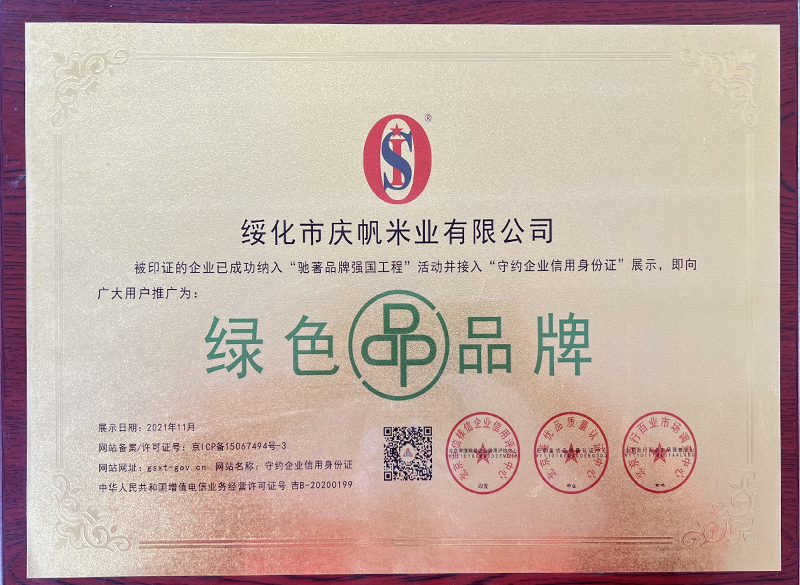 ®
绥化市庆帆米业有限公司
被印证的企业已成功纳入“驰著品牌强国工程”活动并接入“守约企业信用身份证”展示，即向
广大用户推广为：
绿色品牌
展示日期：2021年11月
网站备案/许可证号：京ICP备15067494号-3
网站网址：gsxt-gov.cn 网站名称：守约企业信用身份证
中华人民共和国增值电信业务经营许可证号 吉B-20200199